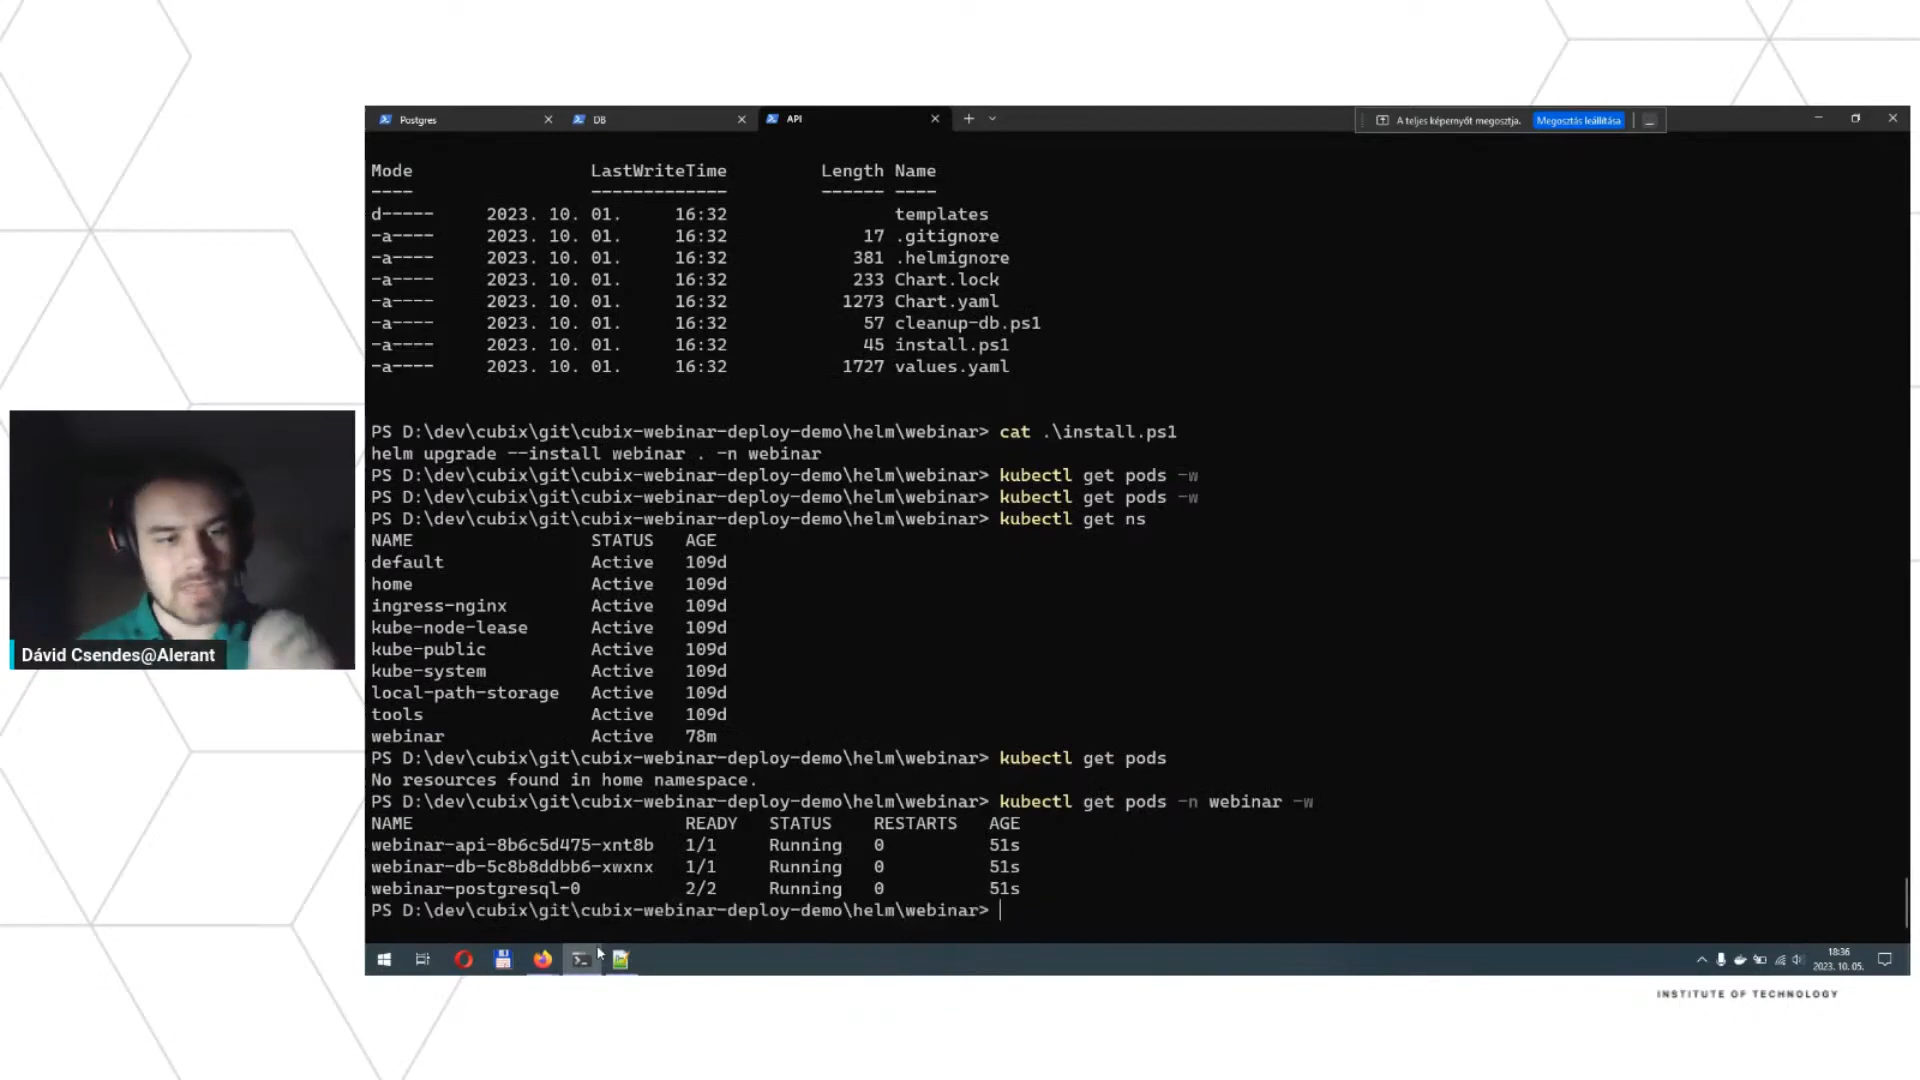 Postgres
DB
API
A teljes képernyőt megosztja.
Megosztás leállítása
Mode LastWriteTime Length Name
---- ------------- ------ ----
d----- 2023. 10. 01. 16:32 templates
-a---- 2023. 10. 01. 16:32 17 .gitignore
-a---- 2023. 10. 01. 16:32 381 .helmignore
-a---- 2023. 10. 01. 16:32 233 Chart.lock
-a---- 2023. 10. 01. 16:32 1273 Chart.yaml
-a---- 2023. 10. 01. 16:32 57 cleanup-db.ps1
-a---- 2023. 10. 01. 16:32 45 install.ps1
-a---- 2023. 10. 01. 16:32 1727 values.yaml
PS D:\dev\cubix\git\cubix-webinar-deploy-demo\helm\webinar> cat .\install.ps1
helm upgrade --install webinar . -n webinar
PS D:\dev\cubix\git\cubix-webinar-deploy-demo\helm\webinar> kubectl get pods -w
PS D:\dev\cubix\git\cubix-webinar-deploy-demo\helm\webinar> kubectl get pods -w
PS D:\dev\cubix\git\cubix-webinar-deploy-demo\helm\webinar> kubectl get ns
NAME STATUS AGE
default Active 109d
home Active 109d
ingress-nginx Active 109d
kube-node-lease Active 109d
kube-public Active 109d
kube-system Active 109d
local-path-storage Active 109d
tools Active 109d
webinar Active 78m
PS D:\dev\cubix\git\cubix-webinar-deploy-demo\helm\webinar> kubectl get pods
No resources found in home namespace.
PS D:\dev\cubix\git\cubix-webinar-deploy-demo\helm\webinar> kubectl get pods -n webinar -w
NAME READY STATUS RESTARTS AGE
webinar-api-8b6c5d475-xnt8b 1/1 Running 0 51s
webinar-db-5c8b8ddbb6-xwxnx 1/1 Running 0 51s
webinar-postgresql-0 2/2 Running 0 51s
PS D:\dev\cubix\git\cubix-webinar-deploy-demo\helm\webinar>
Dávid Csendes@Alerant
18:36
2023. 10. 05.
INSTITUTE OF TECHNOLOGY